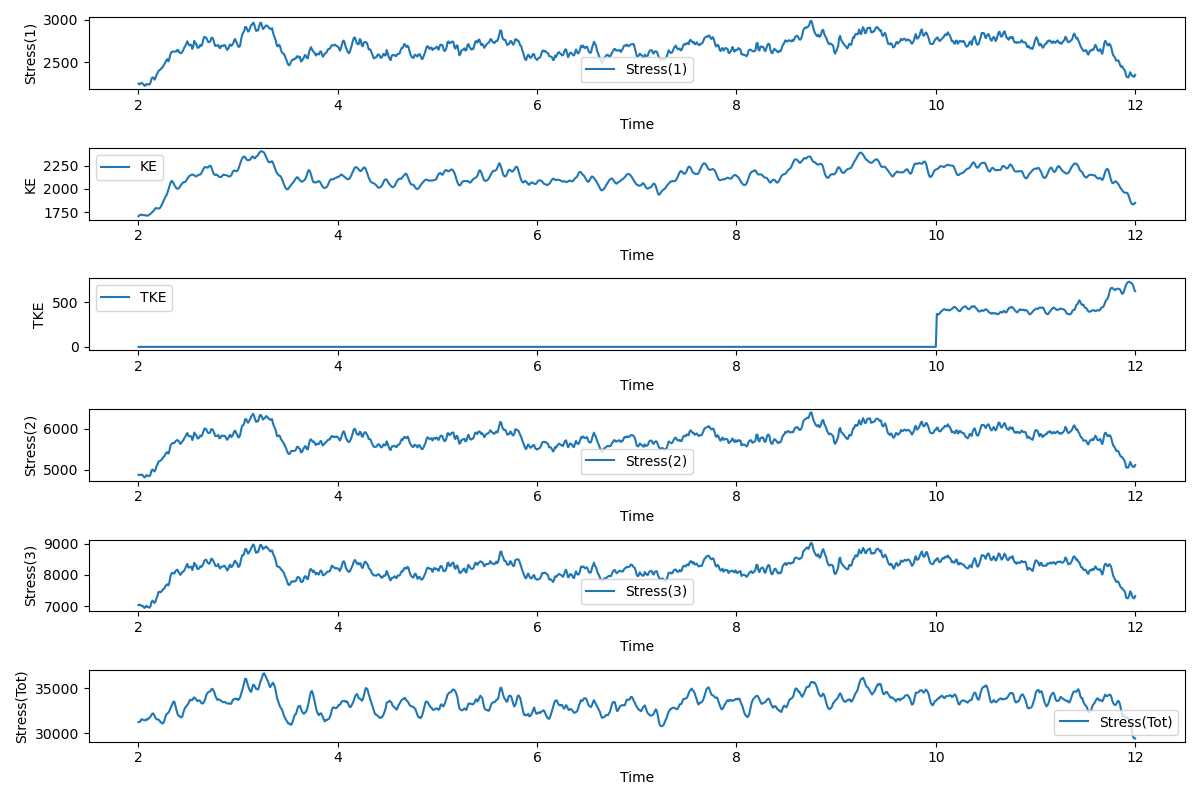 3000
2500
Stress(1)
Stress(1)
2 4 6 8 10 12
Time
2250
2000
1750
KE
KE
2 4 6 8 10 12
Time
500
0
TKE
TKE
2 4 6 8 10 12
Time
6000
5000
Stress(2)
Stress(2)
2 4 6 8 10 12
Time
9000
8000
7000
Stress(3)
Stress(3)
2 4 6 8 10 12
Time
35000
30000
Stress(Tot)
Stress(Tot)
2 4 6 8 10 12
Time